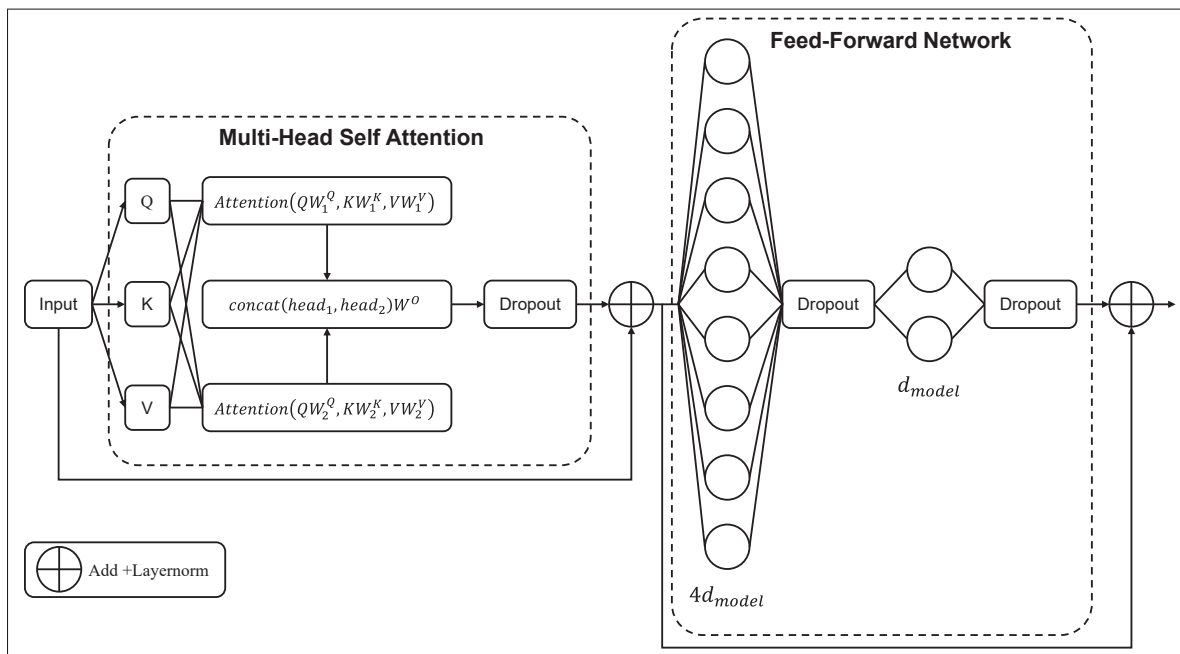 Feed-Forward Network
Multi-Head Self Attention
Q
Attention(QW_1^Q, KW_1^K, VW_1^V)
Input
K
concat(head_1, head_2)W^O
Dropout
Dropout
Dropout
V
Attention(QW_2^Q, KW_2^K, VW_2^V)
d_model
Add +Layernorm
4d_model